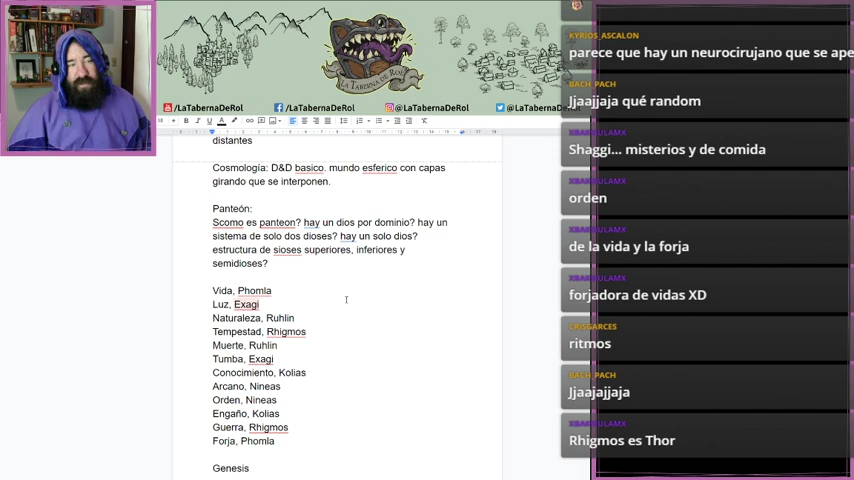 LA TABERNA DE ROL
/LaTabernaDeRol
/LaTabernaDeRol
@LaTabernaDeRol
@LaTabernaDeRol
distantes
Cosmología: D&D basico. mundo esferico con capas
girando que se interponen.
Panteón:
Scomo es panteon? hay un dios por dominio? hay un
sistema de solo dos dioses? hay un solo dios?
estructura de sioses superiores, inferiores y
semidioses?
Vida, Phomla
Luz, Exagi
Naturaleza, Ruhlin
Tempestad, Rhigmos
Muerte, Ruhlin
Tumba, Exagi
Conocimiento, Kolias
Arcano, Nineas
Orden, Nineas
Engaño, Kolias
Guerra, Rhigmos
Forja, Phomla
Genesis
KYRIOS_ASCALON
parece que hay un neurocirujano que se ape
BACH_PACH
Jjaajjaja qué random
Shaggi... misterios y de comida
orden
de la vida y la forja
forjadora de vidas XD
CRISGARCES
ritmos
BACH_PACH
Jjaajajjaja
Rhigmos es Thor